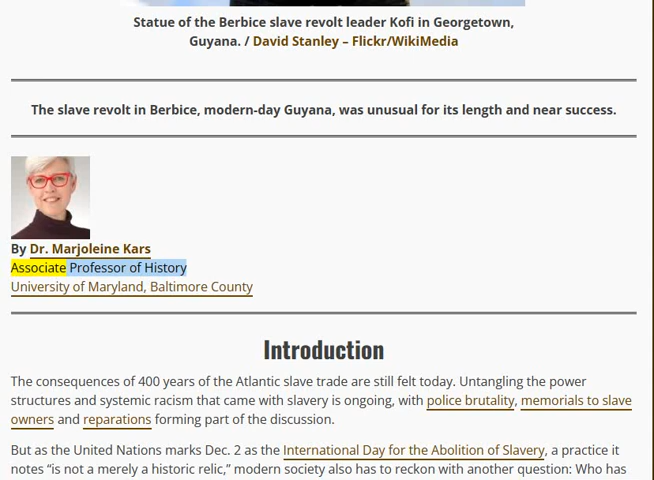 Statue of the Berbice slave revolt leader Kofi in Georgetown,
Guyana. / David Stanley – Flickr/WikiMedia
The slave revolt in Berbice, modern-day Guyana, was unusual for its length and near success.
By Dr. Marjoleine Kars
Associate Professor of History
University of Maryland, Baltimore County
Introduction
The consequences of 400 years of the Atlantic slave trade are still felt today. Untangling the power
structures and systemic racism that came with slavery is ongoing, with police brutality, memorials to slave
owners and reparations forming part of the discussion.
But as the United Nations marks Dec. 2 as the International Day for the Abolition of Slavery, a practice it
notes “is not a merely a historic relic,” modern society also has to reckon with another question: Who has